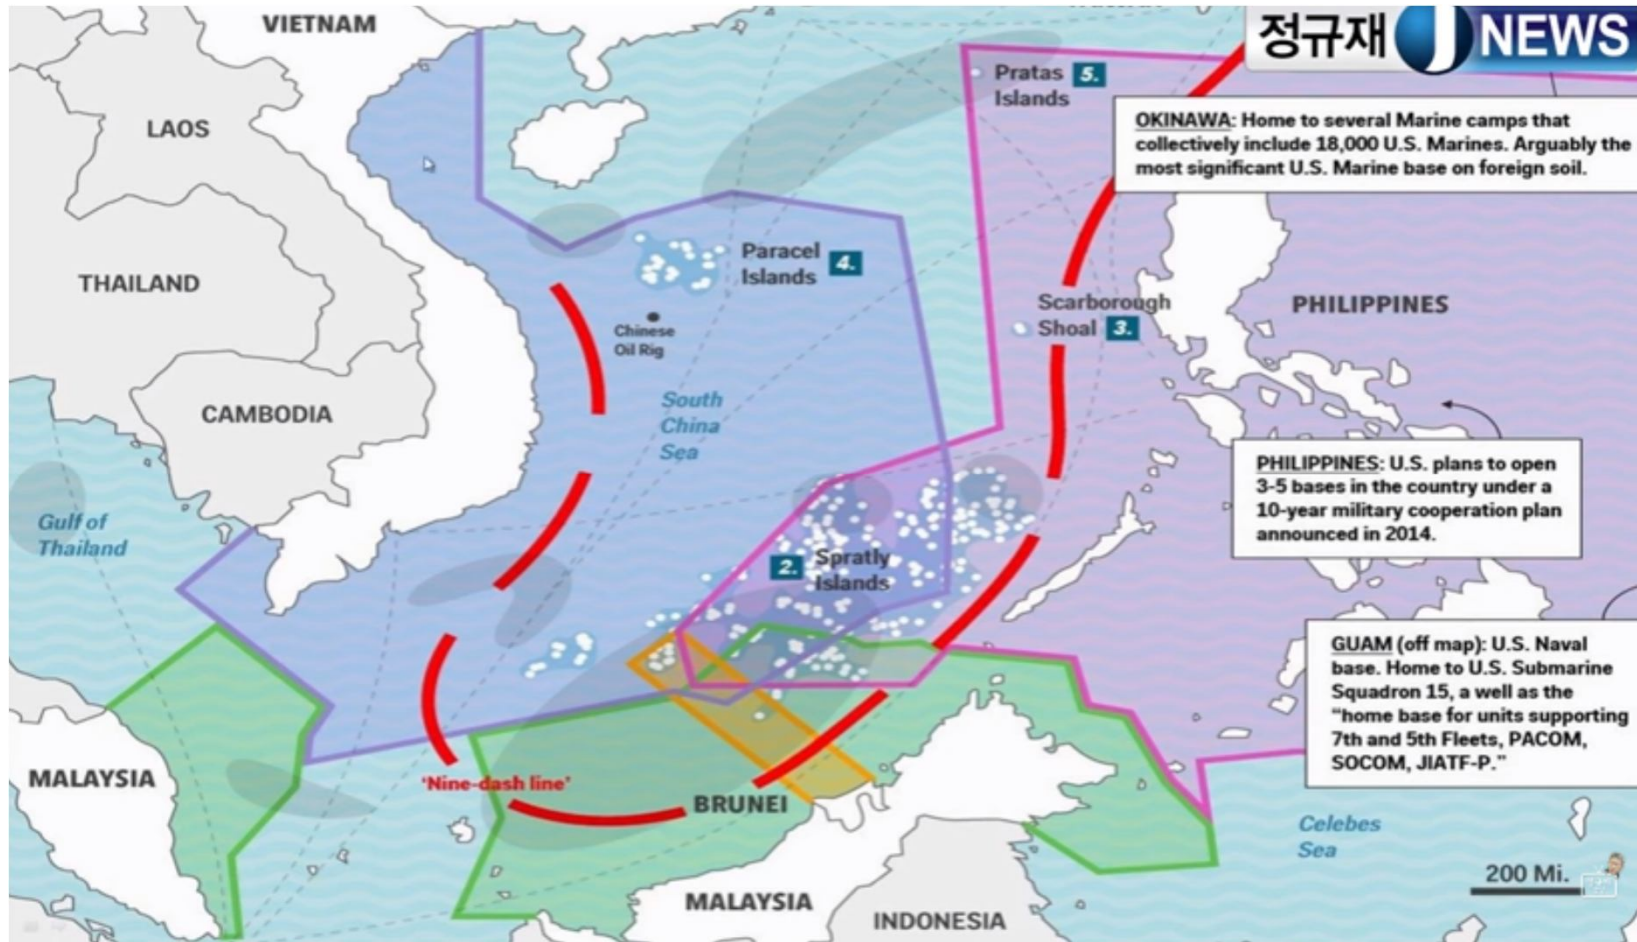 VIETNAM
정규재 J NEWS
Pratas 5.
Islands
OKINAWA: Home to several Marine camps that
collectively include 18,000 U.S. Marines. Arguably the
most significant U.S. Marine base on foreign soil.
LAOS
Paracel 4.
Islands
THAILAND
Chinese
Oil Rig
Scarborough
Shoal 3.
PHILIPPINES
CAMBODIA
South
China
Sea
PHILIPPINES: U.S. plans to open
3-5 bases in the country under a
10-year military cooperation plan
announced in 2014.
Gulf of
Thailand
2. Spratly
Islands
GUAM (off map): U.S. Naval
base. Home to U.S. Submarine
Squadron 15, a well as the
“home base for units supporting
7th and 5th Fleets, PACOM,
SOCOM, JIATF-P.”
MALAYSIA
‘Nine-dash line’
BRUNEI
Celebes
Sea
200 Mi.
MALAYSIA
INDONESIA